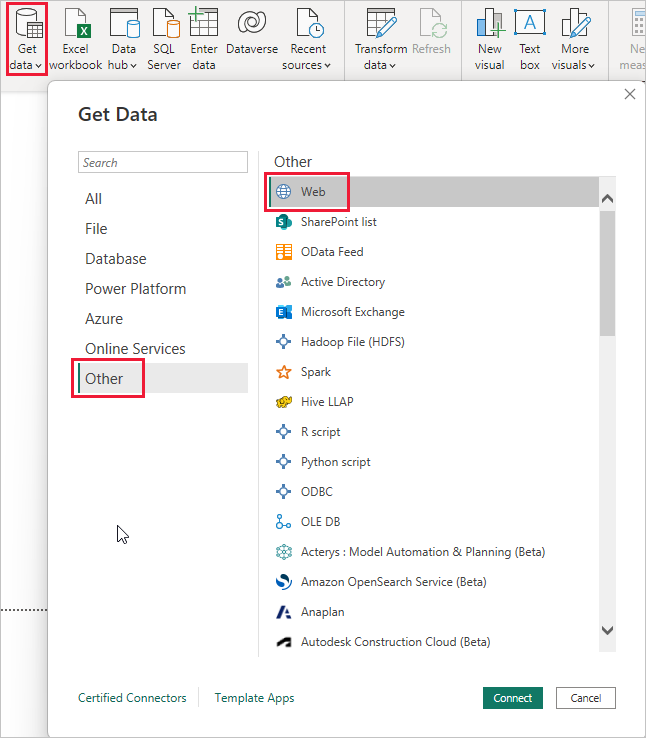 Get Excel Data SQL Enter Dataverse Recent Transform Refresh New Text More Ne
data workbook hub Server data sources data visual box visuals meas
Get Data
Search
All
File
Database
Power Platform
Azure
Online Services
Other
Other
Web
SharePoint list
OData Feed
Active Directory
Microsoft Exchange
Hadoop File (HDFS)
Spark
Hive LLAP
R script
Python script
ODBC
OLE DB
Acterys : Model Automation & Planning (Beta)
Amazon OpenSearch Service (Beta)
Anaplan
Autodesk Construction Cloud (Beta)
Certified Connectors Template Apps Connect Cancel